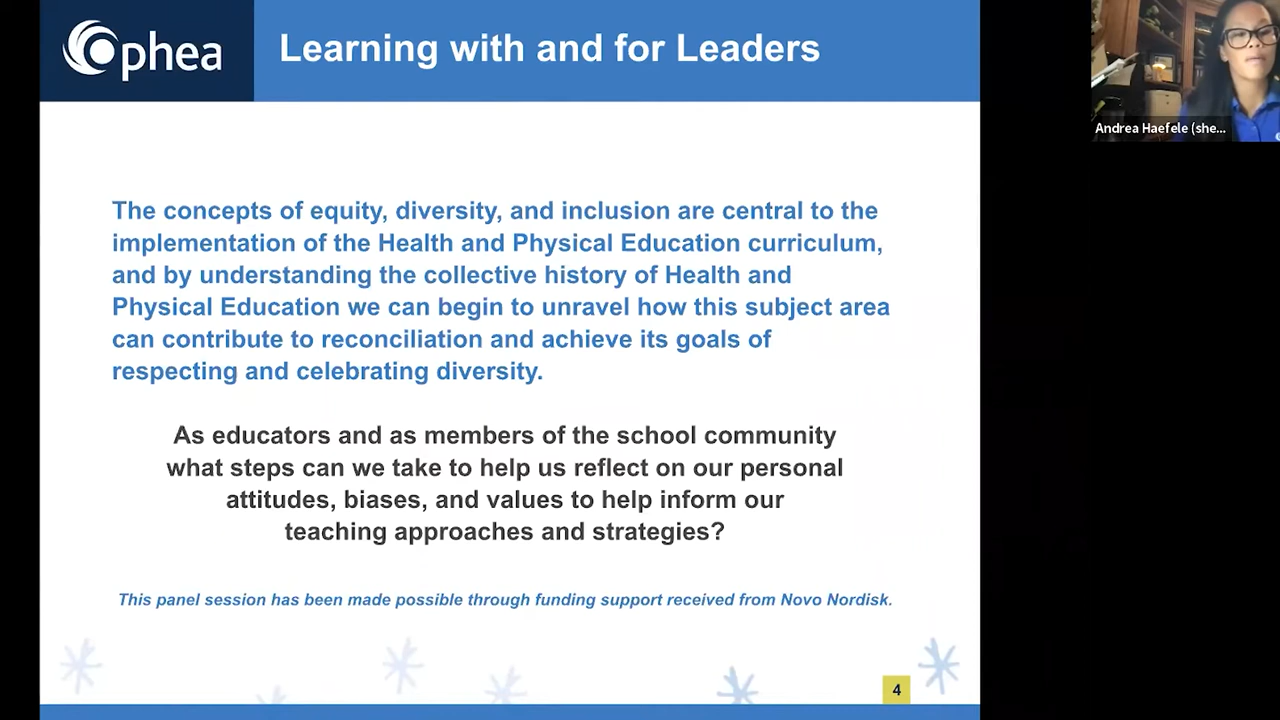 Ophea
Learning with and for Leaders
Andrea Haefele (she...
The concepts of equity, diversity, and inclusion are central to the
implementation of the Health and Physical Education curriculum,
and by understanding the collective history of Health and
Physical Education we can begin to unravel how this subject area
can contribute to reconciliation and achieve its goals of
respecting and celebrating diversity.
As educators and as members of the school community
what steps can we take to help us reflect on our personal
attitudes, biases, and values to help inform our
teaching approaches and strategies?
This panel session has been made possible through funding support received from Novo Nordisk.
4